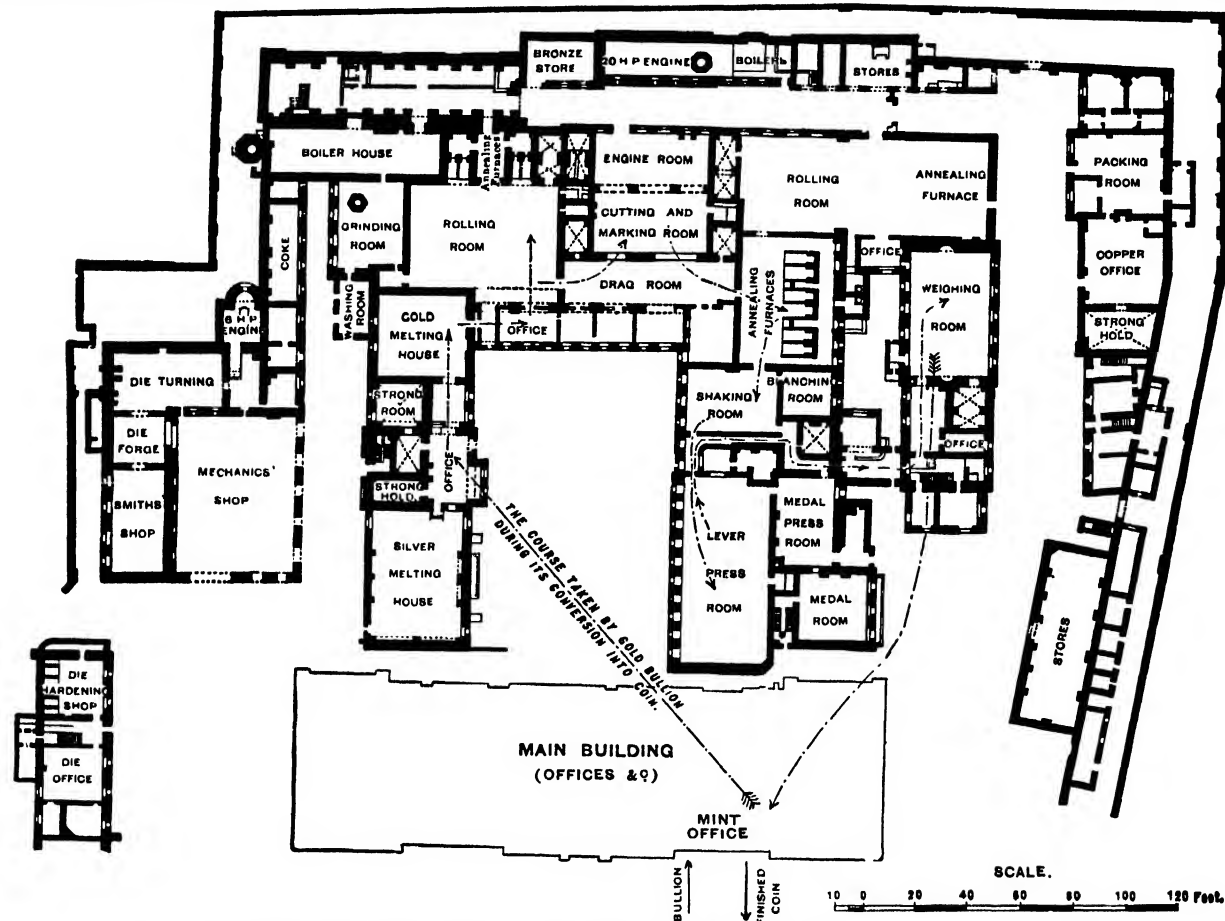 BRONZE
STORE
20 H P ENGINE
BOILERS
STORES
BOILER HOUSE
Annealing
Furnaces
ENGINE ROOM
ROLLING
ROOM
ANNEALING
FURNACE
PACKING
ROOM
GRINDING
ROOM
ROLLING
ROOM
CUTTING AND
MARKING ROOM
COKE
OFFICE
COPPER
OFFICE
WASHING
ROOM
DRAG ROOM
ANNEALING
FURNACES
WEIGHING
ROOM
6 H P
ENGINE
GOLD
MELTING
HOUSE
OFFICE
STRONG
HOLD
DIE TURNING
STRONG
ROOM
SHAKING
ROOM
BLANCHING
ROOM
DIE
FORGE
OFFICE
OFFICE
MECHANICS'
SHOP
STRONG
HOLD
SMITHS'
SHOP
SILVER
MELTING
HOUSE
LEVER
PRESS
ROOM
MEDAL
PRESS
ROOM
MEDAL
ROOM
THE COURSE TAKEN BY GOLD BULLION
DURING ITS CONVERSION INTO COIN.
STORES
DIE
HARDENING
SHOP
DIE
OFFICE
MAIN BUILDING
(OFFICES &c)
MINT
OFFICE
BULLION
FINISHED
COIN
SCALE.
10 0 20 40 60 80 100 120 Feet.